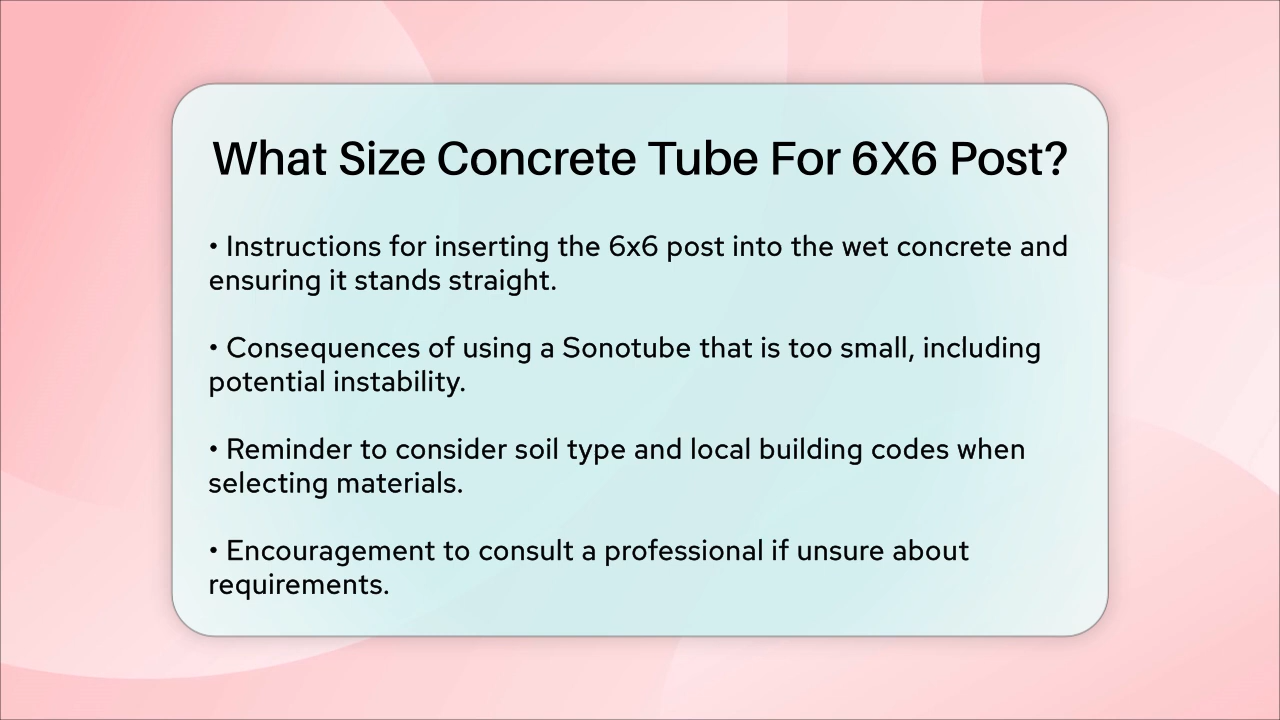 What Size Concrete Tube For 6X6 Post?
• Instructions for inserting the 6x6 post into the wet concrete and
ensuring it stands straight.
• Consequences of using a Sonotube that is too small, including
potential instability.
• Reminder to consider soil type and local building codes when
selecting materials.
• Encouragement to consult a professional if unsure about
requirements.